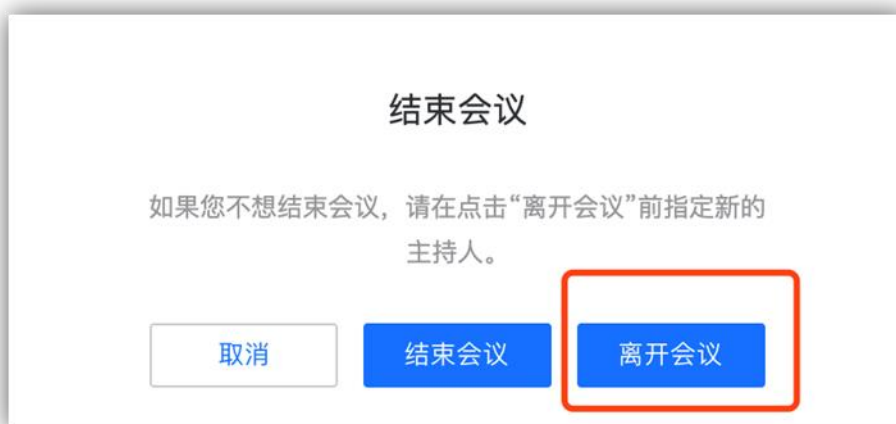 结束会议
如果您不想结束会议，请在点击“离开会议”前指定新的
主持人。
取消
结束会议
离开会议